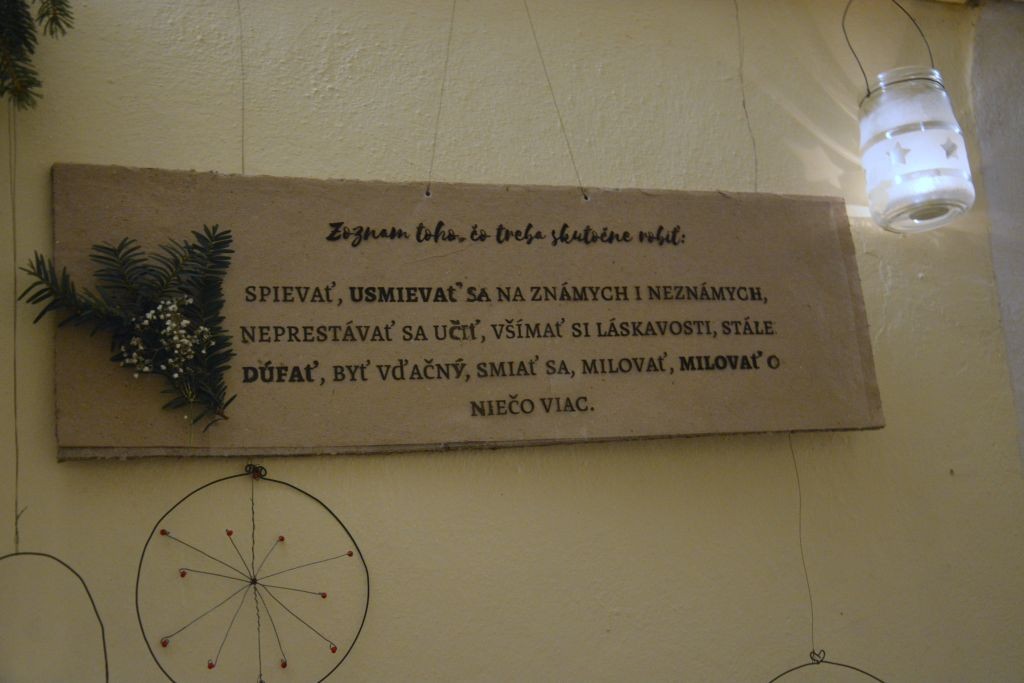 Zoznam toho, čo treba skutočne robiť:
SPIEVAŤ, USMIEVAŤ SA NA ZNÁMYCH I NEZNÁMYCH,
NEPRESTÁVAŤ SA UČIŤ, VŠÍMAŤ SI LÁSKAVOSTI, STÁLE
DÚFAŤ, BYŤ VĎAČNÝ, SMIAŤ SA, MILOVAŤ, MILOVAŤ O
NIEČO VIAC.